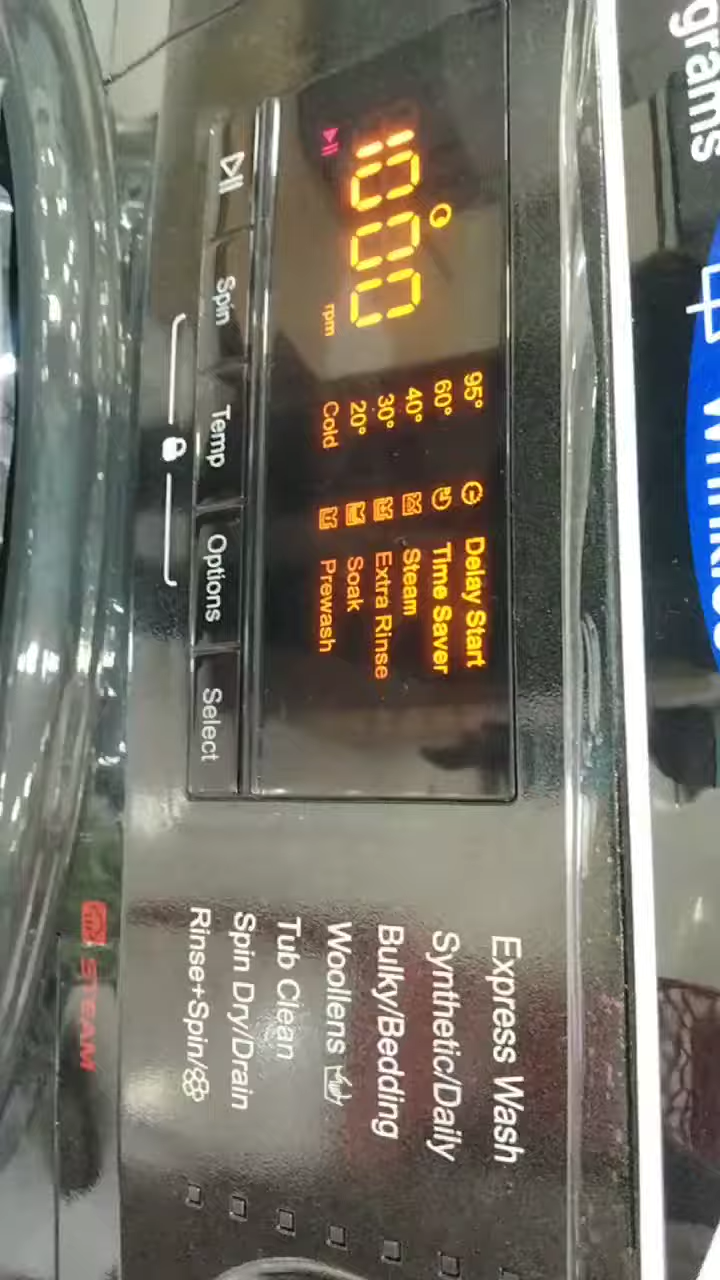 grams
1000
rpm
95°
60°
40°
30°
20°
Cold
Delay Start
Time Saver
Steam
Extra Rinse
Soak
Prewash
Spin
Temp
Options
Select
Express Wash
Synthetic/Daily
Bulky/Bedding
Woollens
Tub Clean
Spin Dry/Drain
Rinse+Spin/
STEAM